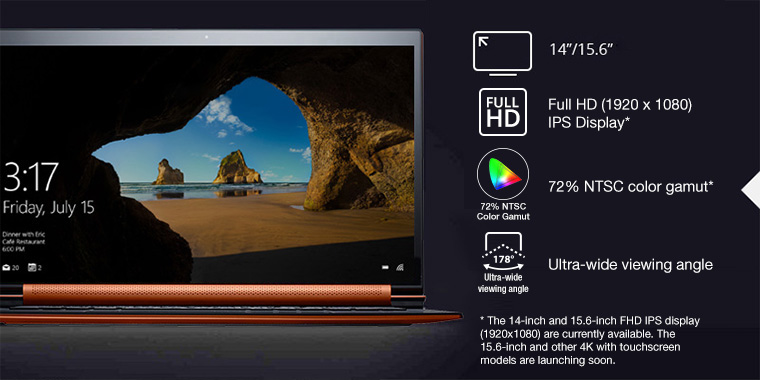 3:17
Friday, July 15
Dinner with Eric
Cafe Restaurant
6:00 PM
20
2
14"/15.6"
FULL
HD
Full HD (1920 x 1080)
IPS Display*
72% NTSC
Color Gamut
72% NTSC color gamut*
178°
Ultra-wide
viewing angle
Ultra-wide viewing angle
* The 14-inch and 15.6-inch FHD IPS display
(1920x1080) are currently available. The
15.6-inch and other 4K with touchscreen
models are launching soon.